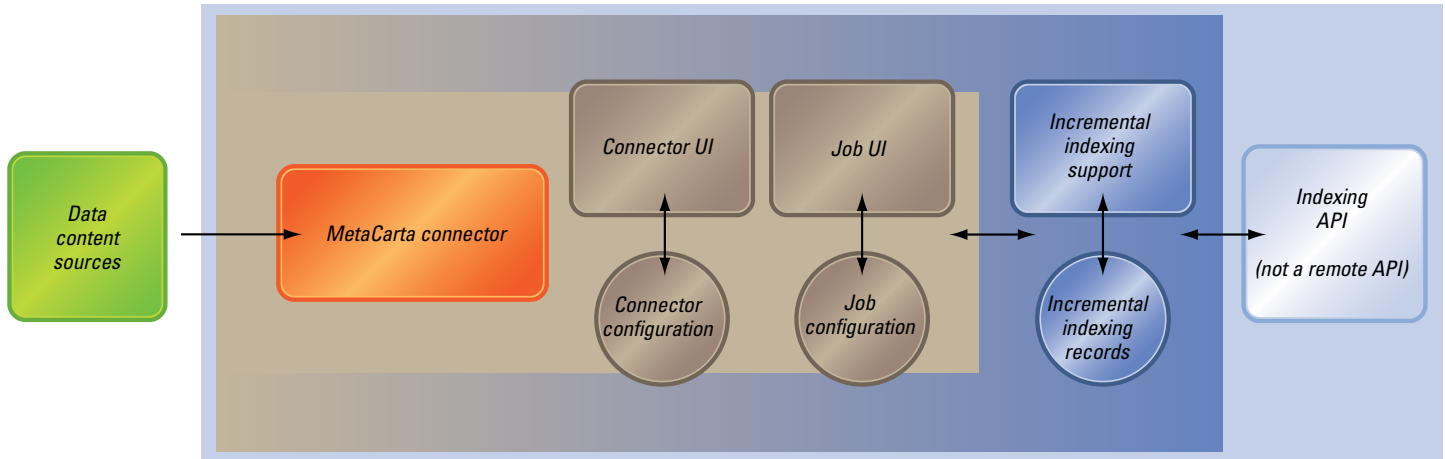 Data
content
sources
MetaCarta connector
Connector UI
Connector
configuration
Job UI
Job
configuration
Incremental
indexing
support
Incremental
indexing
records
Indexing
API
(not a remote API)